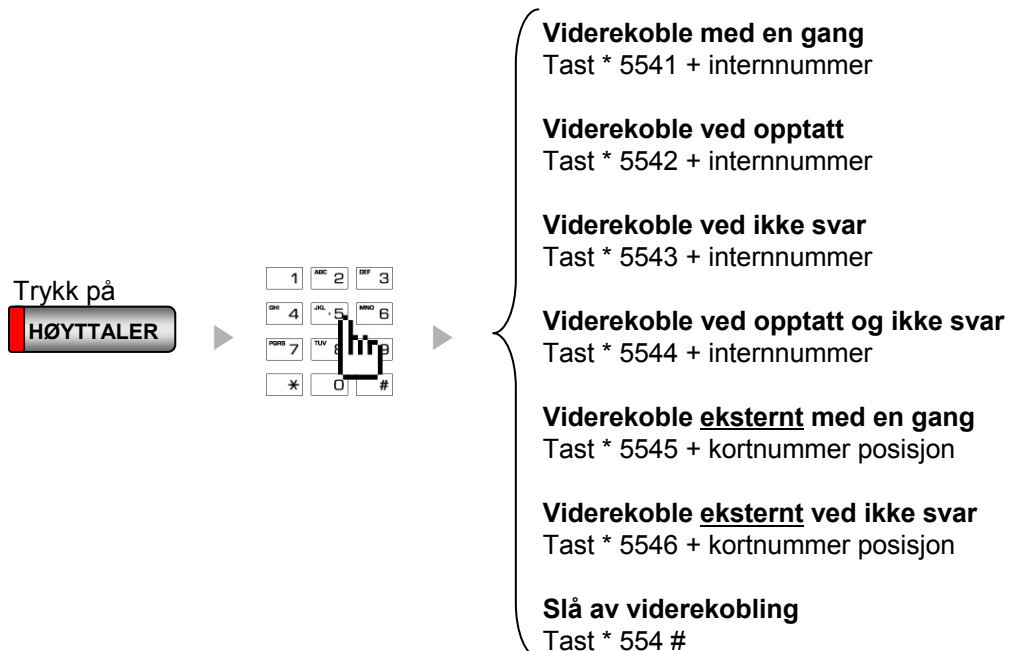 Trykk på
HØYTTALER
1 ABC 2 DEF 3
GHI 4 JKL 5 MNO 6
PQRS 7 TUV 9
* 0 #
Viderekoble med en gang
Tast * 5541 + internnummer
Viderekoble ved opptatt
Tast * 5542 + internnummer
Viderekoble ved ikke svar
Tast * 5543 + internnummer
Viderekoble ved opptatt og ikke svar
Tast * 5544 + internnummer
Viderekoble eksternt med en gang
Tast * 5545 + kortnummer posisjon
Viderekoble eksternt ved ikke svar
Tast * 5546 + kortnummer posisjon
Slå av viderekobling
Tast * 554 #